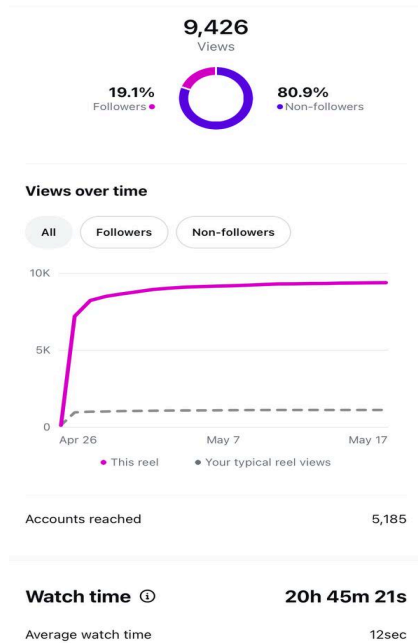 9,426
Views
19.1% 80.9%
Followers Non-followers
Views over time
All Followers Non-followers
10K
5K
0
Apr 26 May 7 May 17
This reel Your typical reel views
Accounts reached 5,185
Watch time 20h 45m 21s
Average watch time 12sec